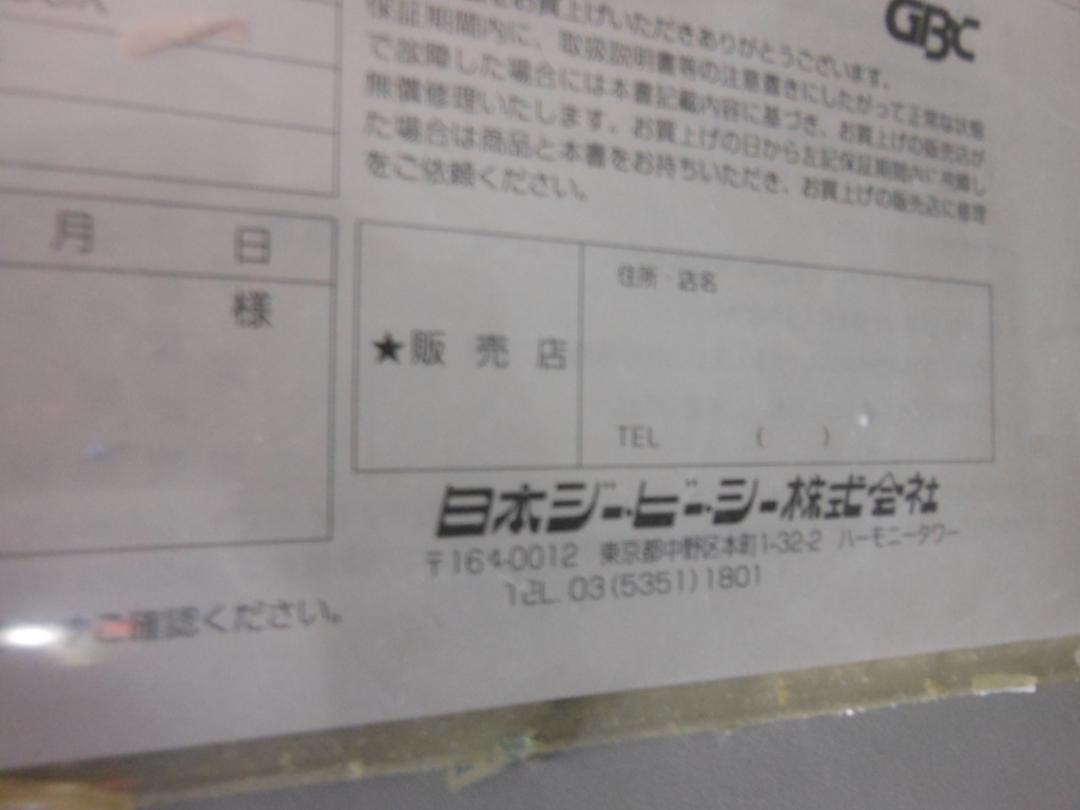 GBC
をお買上げいただきありがとうございます。
保証期間内に、取扱説明書等の注意書きにしたがって正常な状態
で故障した場合には本書記載内容に基づき、お買上げの販売店が
無償修理いたします。お買上げの日から左記保証期間内に故障し
た場合は商品と本書をお持ちいただき、お買上げの販売店に修理
をご依頼ください。
月 日
様
★販 売 店
住所・店名
TEL ( )
日本ジー・ビー・シー株式会社
〒164-0012 東京都中野区本町1-32-2 ハーモニータワー
TEL. 03(5351)1801
ご確認ください。